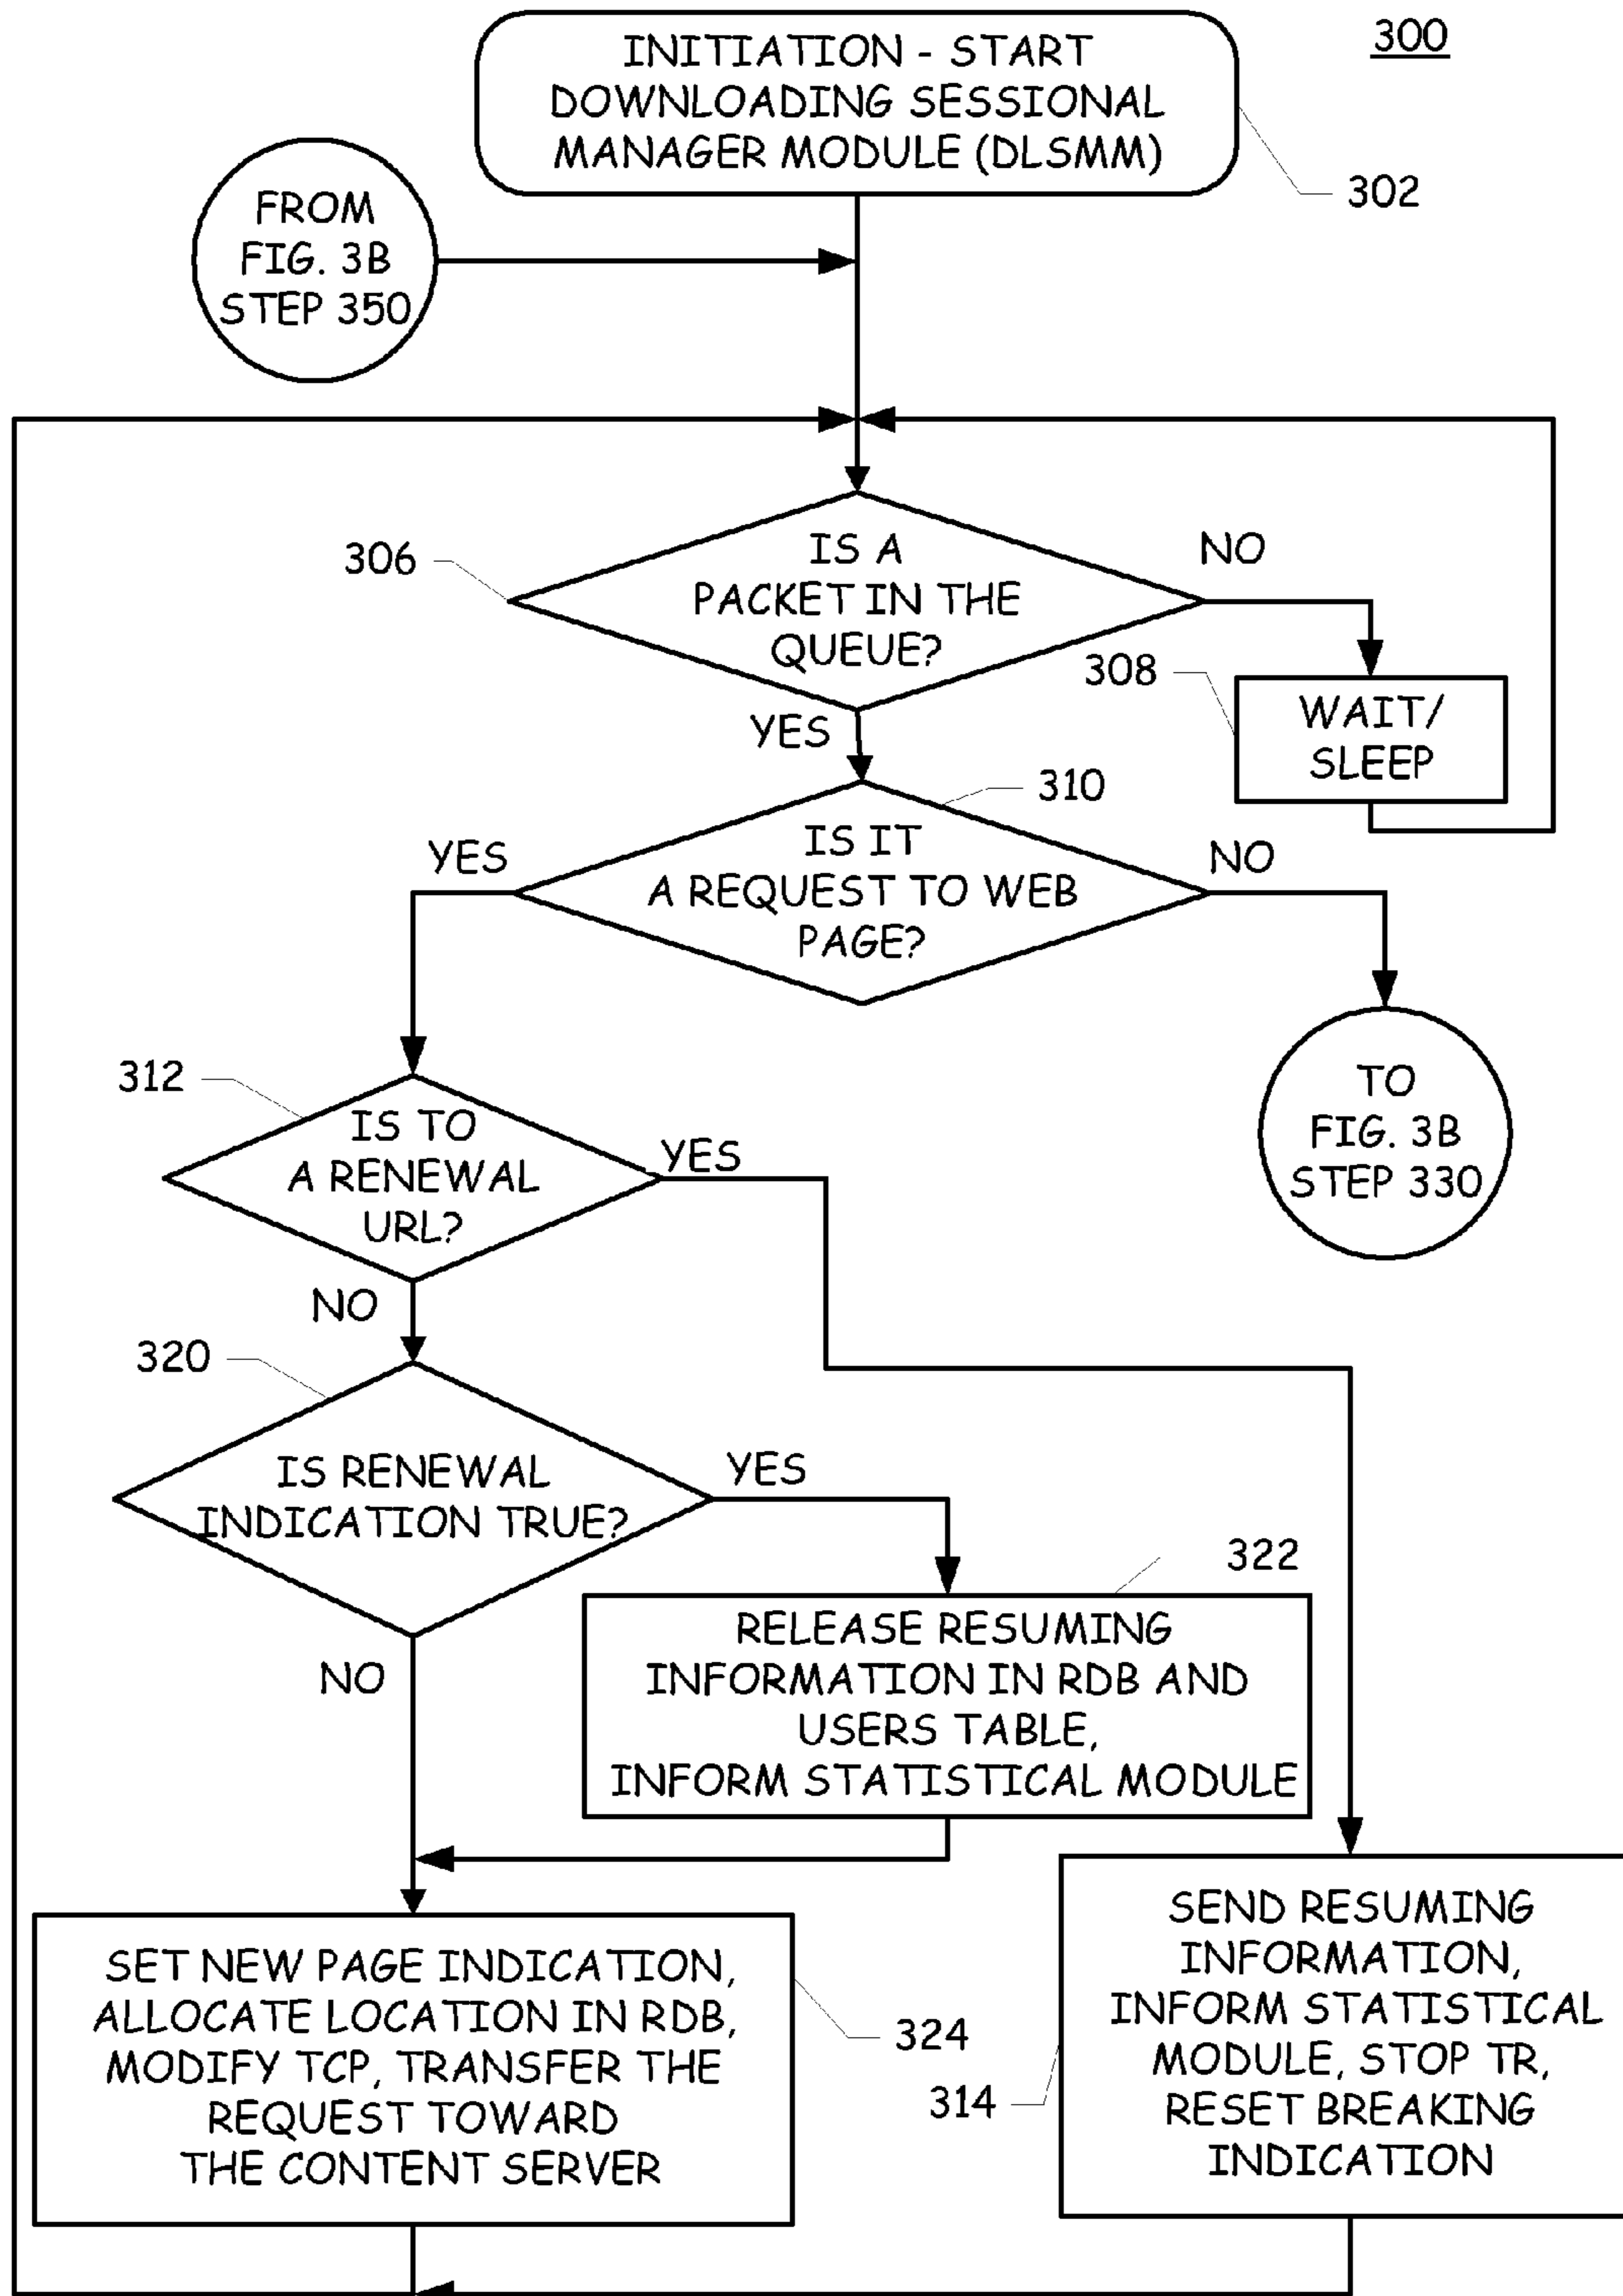 300
INITIATION - START
DOWNLOADING SESSIONAL
MANAGER MODULE (DLSMM)
302
FROM
FIG. 3B
STEP 350
306
IS A
PACKET IN THE
QUEUE?
NO
YES
308
WAIT/
SLEEP
310
IS IT
A REQUEST TO WEB
PAGE?
YES
NO
TO
FIG. 3B
STEP 330
312
IS TO
A RENEWAL
URL?
YES
NO
320
IS RENEWAL
INDICATION TRUE?
YES
NO
322
RELEASE RESUMING
INFORMATION IN RDB AND
USERS TABLE,
INFORM STATISTICAL MODULE
SET NEW PAGE INDICATION,
ALLOCATE LOCATION IN RDB,
MODIFY TCP, TRANSFER THE
REQUEST TOWARD
THE CONTENT SERVER
324
314
SEND RESUMING
INFORMATION,
INFORM STATISTICAL
MODULE, STOP TR,
RESET BREAKING
INDICATION